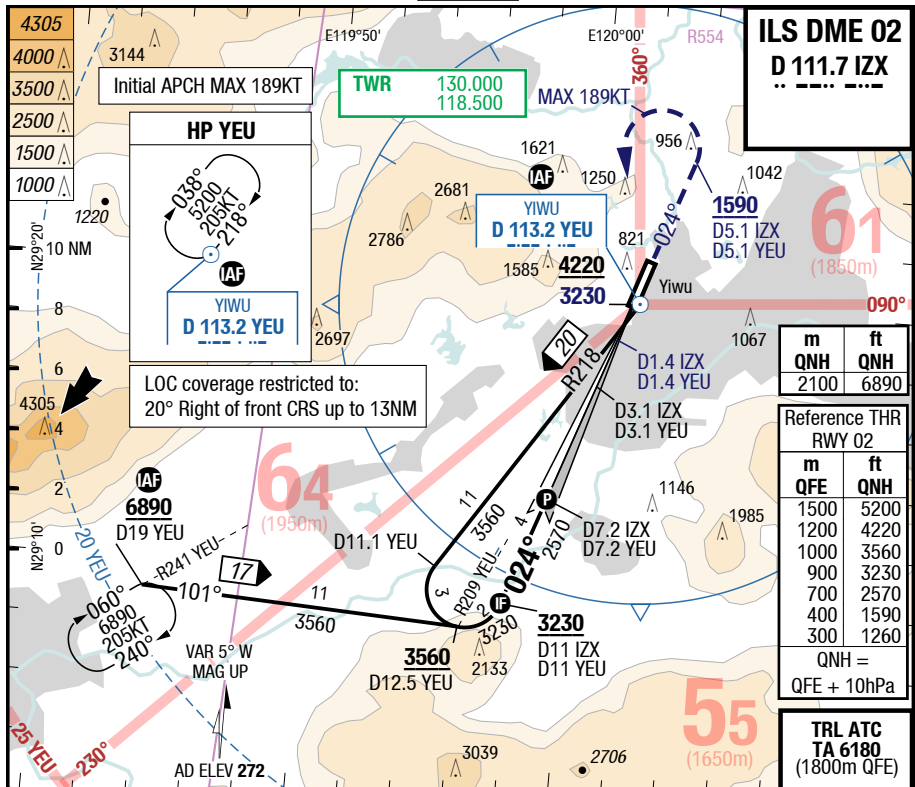 4305
4000
3500
2500
1500
1000
3144
E119°50'
E120°00'
R554
ILS DME 02
D 111.7 IZX
Initial APCH MAX 189KT
TWR 130.000
118.500
MAX 189KT
360°
HP YEU
038°
5200
205KT
218°
IAF
YIWU
D 113.2 YEU
1220
N29°20'
10 NM
8
6
4
2
0
N29°10'
1621
IAF
1250
956
1042
2681
2786
YIWU
D 113.2 YEU
024°
1590
D5.1 IZX
D5.1 YEU
61
(1850m)
821
1585
4220
3230
Yiwu
090°
2697
1067
20
R218
D1.4 IZX
D1.4 YEU
D3.1 IZX
D3.1 YEU
m ft
QNH QNH
2100 6890
LOC coverage restricted to:
20° Right of front CRS up to 13NM
4305
Reference THR
RWY 02
m ft
QFE QNH
1500 5200
1200 4220
1000 3560
900 3230
700 2570
400 1590
300 1260
QNH =
QFE + 10hPa
IAF
6890
D19 YEU
64
(1950m)
11
3560
P
1146
1985
D7.2 IZX
D7.2 YEU
4
2570
D11.1 YEU
20 YEU
R241 YEU
17
101°
11
3560
3
R209 YEU
024°
2
3230
IF
3230
D11 IZX
D11 YEU
060°
6890
205KT
240°
VAR 5° W
MAG UP
3560
D12.5 YEU
2133
55
(1650m)
25 YEU
230°
AD ELEV 272
3039
2706
TRL ATC
TA 6180
(1800m QFE)